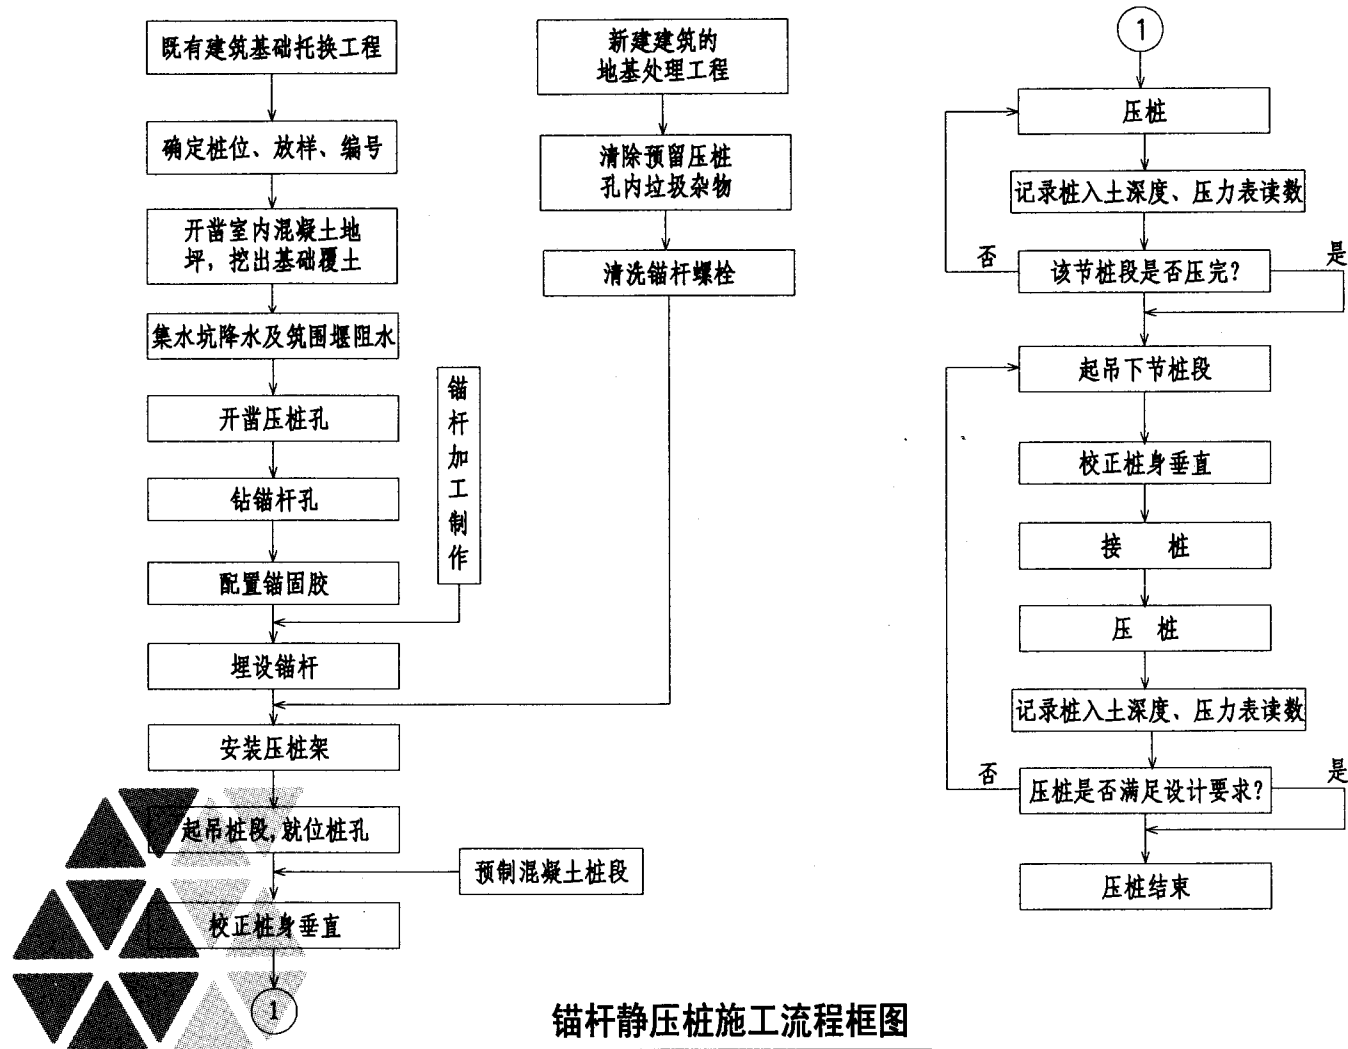 既有建筑基础托换工程
确定桩位、放样、编号
开凿室内混凝土地
坪，挖出基础覆土
集水坑降水及筑围堰阻水
开凿压桩孔
钻锚杆孔
配置锚固胶
埋设锚杆
安装压桩架
起吊桩段,就位桩孔
校正桩身垂直
1
锚杆加工制作
新建建筑的
地基处理工程
清除预留压桩
孔内垃圾杂物
清洗锚杆螺栓
预制混凝土桩段
1
压桩
记录桩入土深度、压力表读数
否
该节桩段是否压完?
是
起吊下节桩段
校正桩身垂直
接 桩
压 桩
记录桩入土深度、压力表读数
否
压桩是否满足设计要求?
是
压桩结束
锚杆静压桩施工流程框图